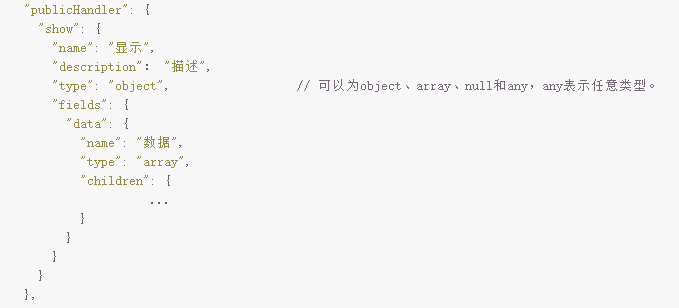 "publicHandler": {
"show": {
"name": "显示",
"description": "描述",
"type": "object", // 可以为object、array、null和any，any表示任意类型。
"fields": {
"data": {
"name": "数据",
"type": "array",
"children": {
...
}
}
}
}
},